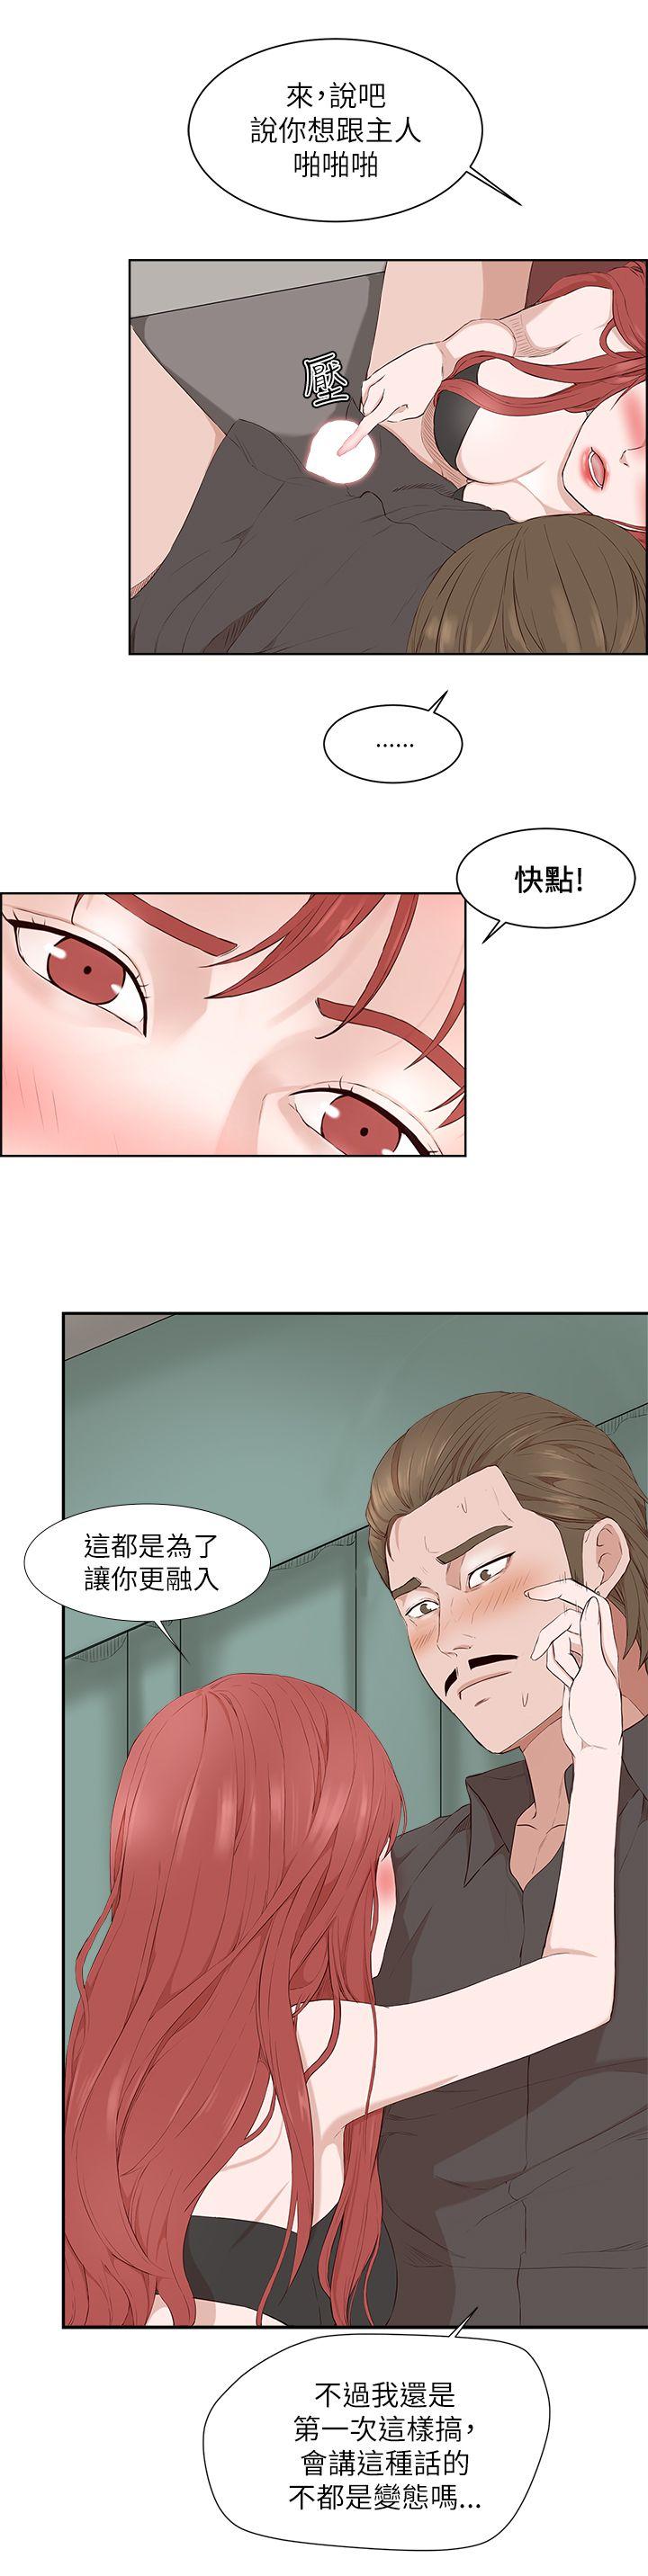 來，說吧
說你想跟主人
啪啪啪
壓
......
快點!
這都是為了
讓你更融入
不過我還是
第一次這樣搞，
會講這種話的
不都是變態嗎...